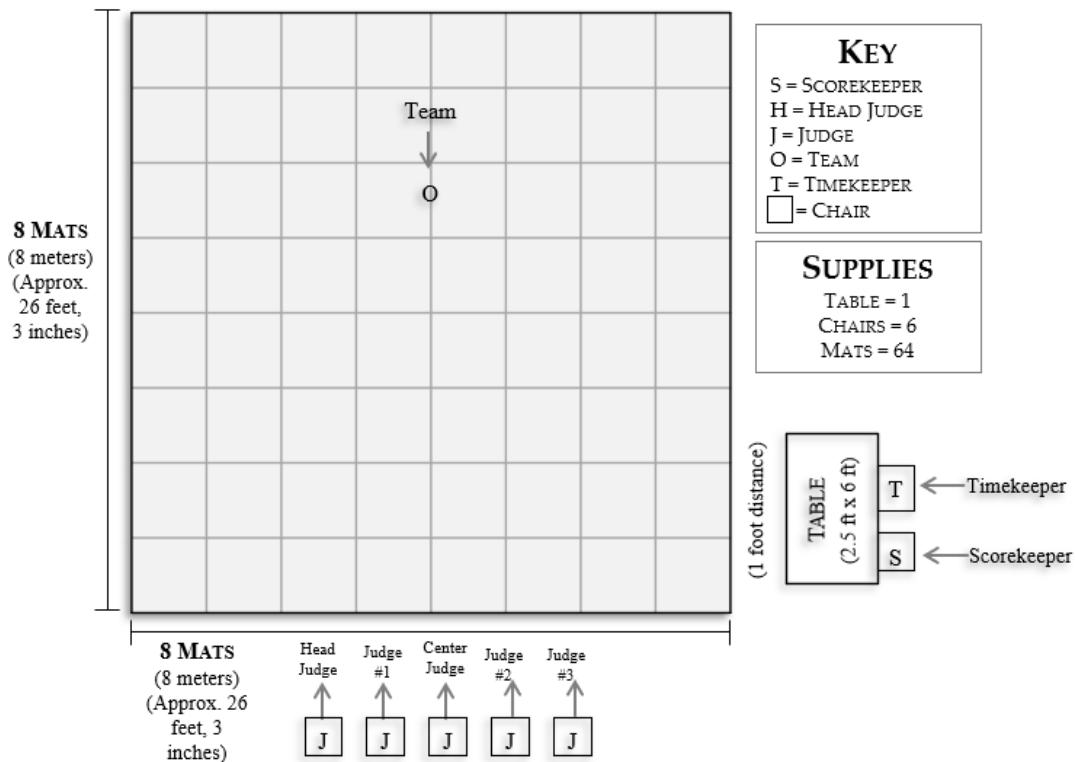 Team
O
8 MATS
(8 meters)
(Approx.
26 feet,
3 inches)
KEY
S = SCOREKEEPER
H = HEAD JUDGE
J = JUDGE
O = TEAM
T = TIMEKEEPER
= CHAIR
SUPPLIES
TABLE = 1
CHAIRS = 6
MATS = 64
(1 foot distance)
TABLE
(2.5 ft x 6 ft)
T
Timekeeper
S
Scorekeeper
8 MATS
(8 meters)
(Approx. 26
feet, 3
inches)
Head
Judge
Judge
#1
Center
Judge
Judge
#2
Judge
#3
J
J
J
J
J